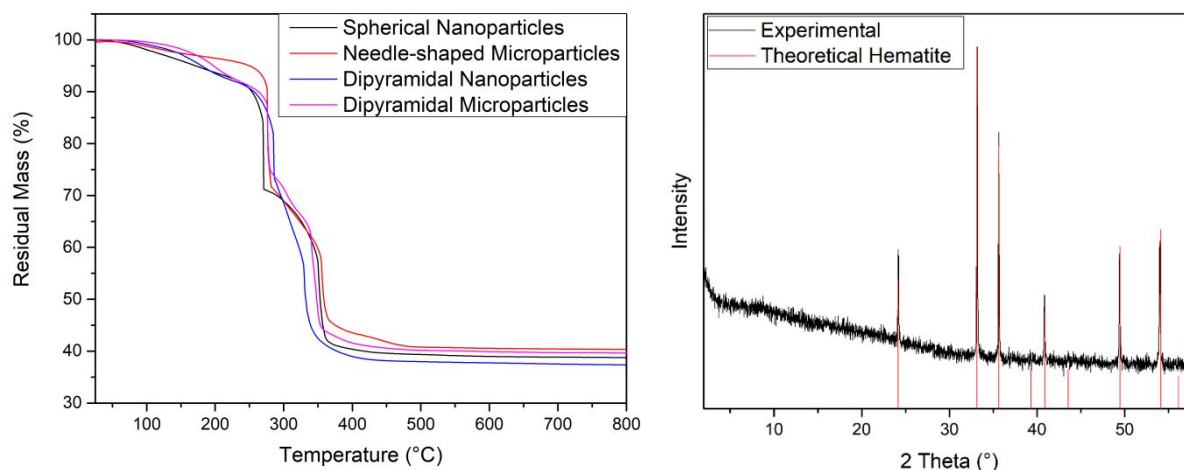 Spherical Nanoparticles
Needle-shaped Microparticles
Dipyramidal Nanoparticles
Dipyramidal Microparticles
100
90
80
70
60
50
40
30
Residual Mass (%)
100 200 300 400 500 600 700 800
Temperature (°C)
Experimental
Theoretical Hematite
Intensity
10 20 30 40 50
2 Theta (°)